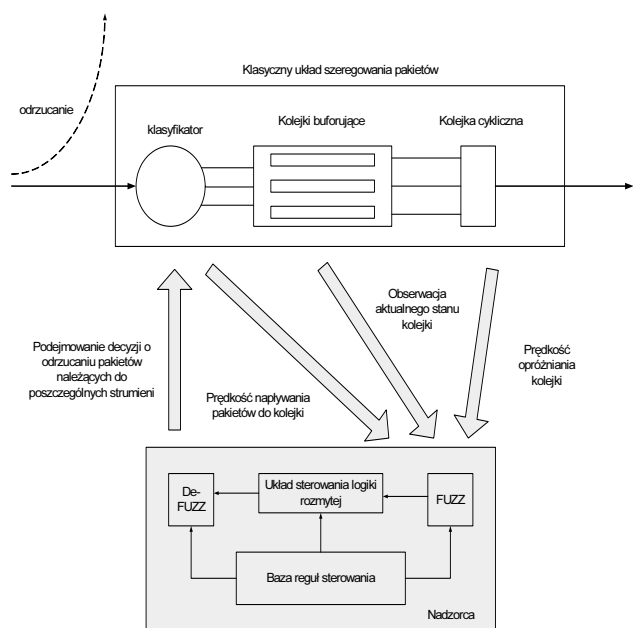 Klasyczny układ szeregowania pakietów
odrzucanie
klasyfikator
Kolejki buforujące
Kolejka cykliczna
Obserwacja
aktualnego stanu
kolejki
Podejmowanie decyzji o
odrzucaniu pakietów
należących do
poszczególnych strumieni
Prędkość napływania
pakietów do kolejki
Prędkość
opróżniania
kolejki
De-
FUZZ
Układ sterowania logiki
rozmytej
FUZZ
Baza reguł sterowania
Nadzorca